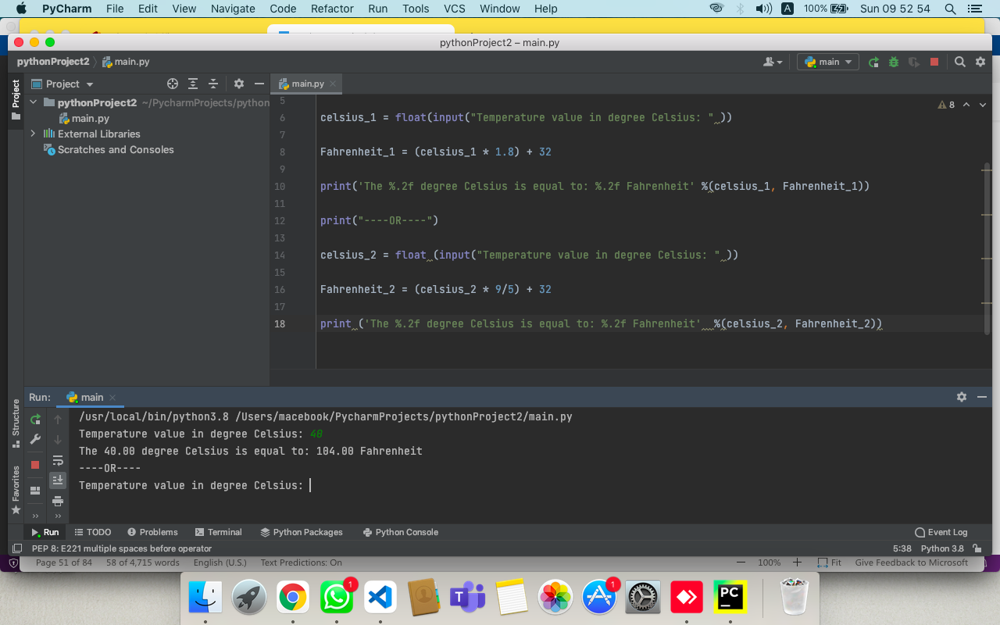 PyCharm File Edit View Navigate Code Refactor Run Tools VCS Window Help A 100% Sun 09 52 54
pythonProject2 – main.py
pythonProject2 main.py main
Project Project main.py
pythonProject2 ~/PycharmProjects/python
main.py
External Libraries
Scratches and Consoles
8
5
6 celsius_1 = float(input("Temperature value in degree Celsius: " ))
7
8 Fahrenheit_1 = (celsius_1 * 1.8) + 32
9
10 print('The %.2f degree Celsius is equal to: %.2f Fahrenheit' %(celsius_1, Fahrenheit_1))
11
12 print("----OR----")
13
14 celsius_2 = float (input("Temperature value in degree Celsius: " ))
15
16 Fahrenheit_2 = (celsius_2 * 9/5) + 32
17
18 print ('The %.2f degree Celsius is equal to: %.2f Fahrenheit'  %(celsius_2, Fahrenheit_2))
Run: main
/usr/local/bin/python3.8 /Users/macebook/PycharmProjects/pythonProject2/main.py
Temperature value in degree Celsius: 40
The 40.00 degree Celsius is equal to: 104.00 Fahrenheit
----OR----
Temperature value in degree Celsius:
Structure
Favorites
Run TODO Problems Terminal Python Packages Python Console Event Log
PEP 8: E221 multiple spaces before operator 5:38 Python 3.8
Page 51 of 84 58 of 4,715 words English (U.S.) Text Predictions: On 100% Fit Give Feedback to Microsoft
1
1
PC